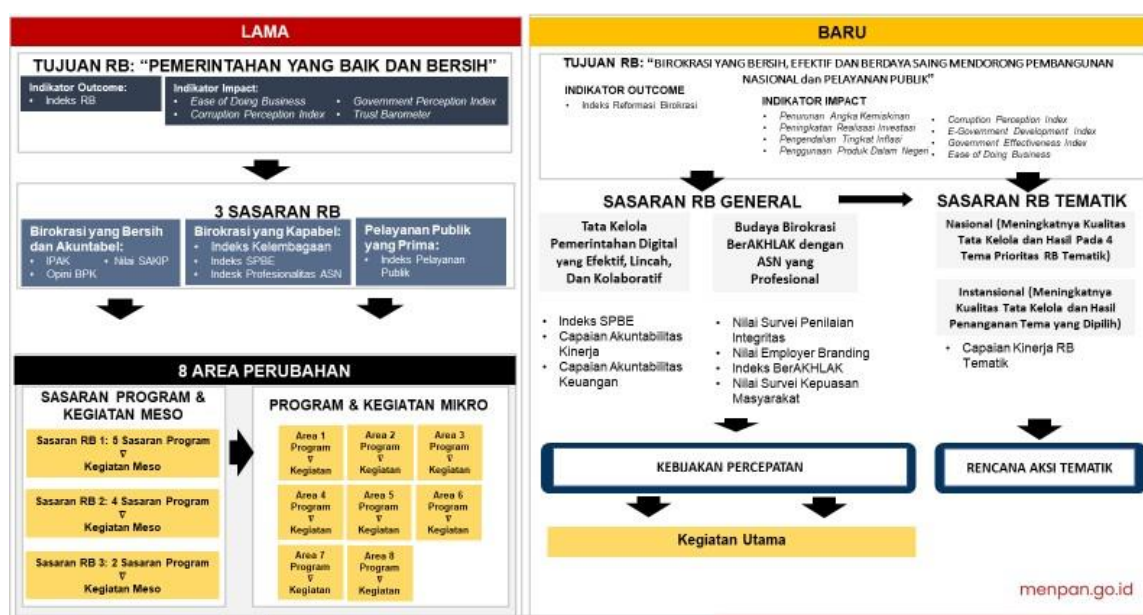 LAMA
TUJUAN RB: “PEMERINTAHAN YANG BAIK DAN BERSIH”
Indikator Outcome:
• Indeks RB
Indikator Impact:
• Ease of Doing Business
• Corruption Perception Index
• Government Perception Index
• Trust Barometer
3 SASARAN RB
Birokrasi yang Bersih
dan Akuntabel:
• IPAK
• Nilai SAKIP
• Opini BPK
Birokrasi yang Kapabel:
• Indeks Kelembagaan
• Indeks SPBE
• Indesk Profesionalitas ASN
Pelayanan Publik
yang Prima:
• Indeks Pelayanan
Publik
8 AREA PERUBAHAN
SASARAN PROGRAM &
KEGIATAN MESO
Sasaran RB 1: 5 Sasaran Program
∇
Kegiatan Meso
Sasaran RB 2: 4 Sasaran Program
∇
Kegiatan Meso
Sasaran RB 3: 2 Sasaran Program
∇
Kegiatan Meso
PROGRAM & KEGIATAN MIKRO
Area 1
Program
∇
Kegiatan
Area 2
Program
∇
Kegiatan
Area 3
Program
∇
Kegiatan
Area 4
Program
∇
Kegiatan
Area 5
Program
∇
Kegiatan
Area 6
Program
∇
Kegiatan
Area 7
Program
∇
Kegiatan
Area 8
Program
∇
Kegiatan
BARU
TUJUAN RB: “BIROKRASI YANG BERSIH, EFEKTIF DAN BERDAYA SAING MENDORONG PEMBANGUNAN
NASIONAL dan PELAYANAN PUBLIK”
INDIKATOR OUTCOME
• Indeks Reformasi Birokrasi
INDIKATOR IMPACT
• Penurunan Angka Kemiskinan
• Peningkatan Realisasi Investasi
• Pengendalian Tingkat Inflasi
• Penggunaan Produk Dalam Negeri
• Corruption Perception Index
• E-Government Development Index
• Government Effectiveness Index
• Ease of Doing Business
SASARAN RB GENERAL
Tata Kelola
Pemerintahan Digital
yang Efektif, Lincah,
Dan Kolaboratif
• Indeks SPBE
• Capaian Akuntabilitas
Kinerja
• Capaian Akuntabilitas
Keuangan
Budaya Birokrasi
BerAKHLAK dengan
ASN yang
Profesional
• Nilai Survei Penilaian
Integritas
• Nilai Employer Branding
• Indeks BerAKHLAK
• Nilai Survei Kepuasan
Masyarakat
SASARAN RB TEMATIK
Nasional (Meningkatnya Kualitas
Tata Kelola dan Hasil Pada 4
Tema Prioritas RB Tematik)
Instansional (Meningkatnya
Kualitas Tata Kelola dan Hasil
Penanganan Tema yang Dipilih)
• Capaian Kinerja RB
Tematik
KEBIJAKAN PERCEPATAN
RENCANA AKSI TEMATIK
Kegiatan Utama
menpan.go.id